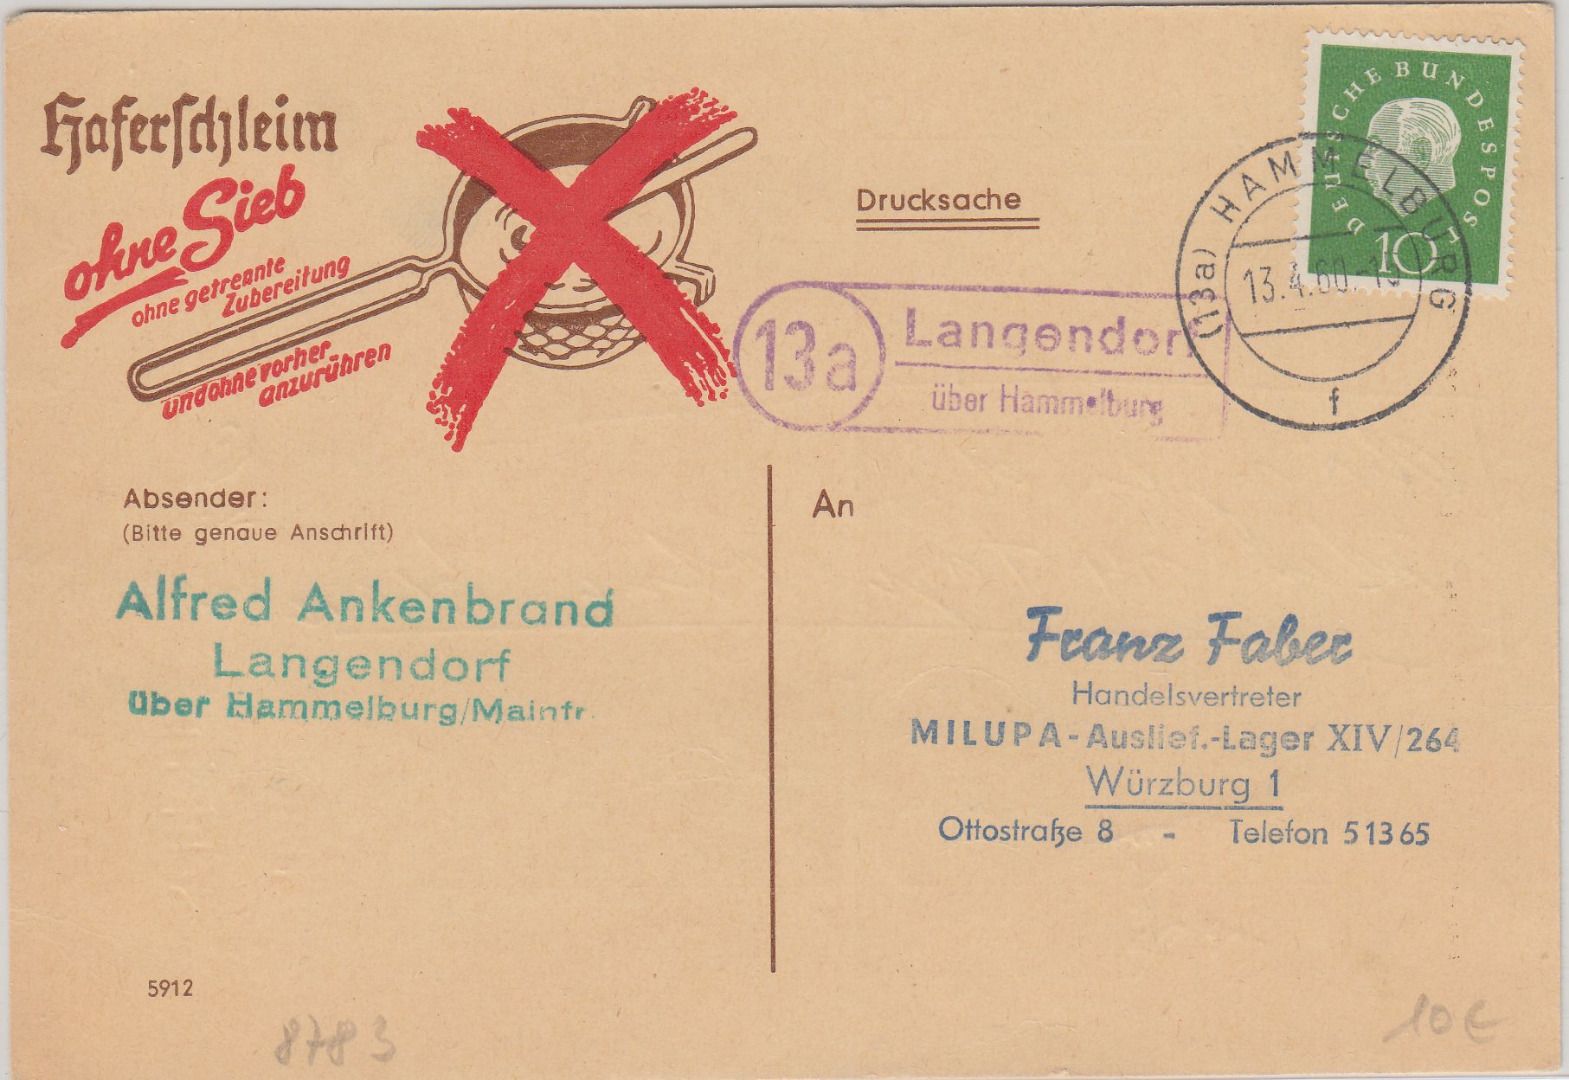 Haferschleim
ohne Sieb
ohne getrennte
Zubereitung
und ohne vorher
anzurühren
Drucksache
DEUTSCHE BUNDESPOST
10
(13a) HAMMELBURG
13.4.60
f
13a
Langendorf
über Hammelburg
Absender:
(Bitte genaue Anschrift)
Alfred Ankenbrand
Langendorf
über Hammelburg/Mainfr.
An
Franz Faber
Handelsvertreter
MILUPA-Auslief.-Lager XIV/264
Würzburg 1
Ottostraße 8 - Telefon 51365
5912
8783
10€